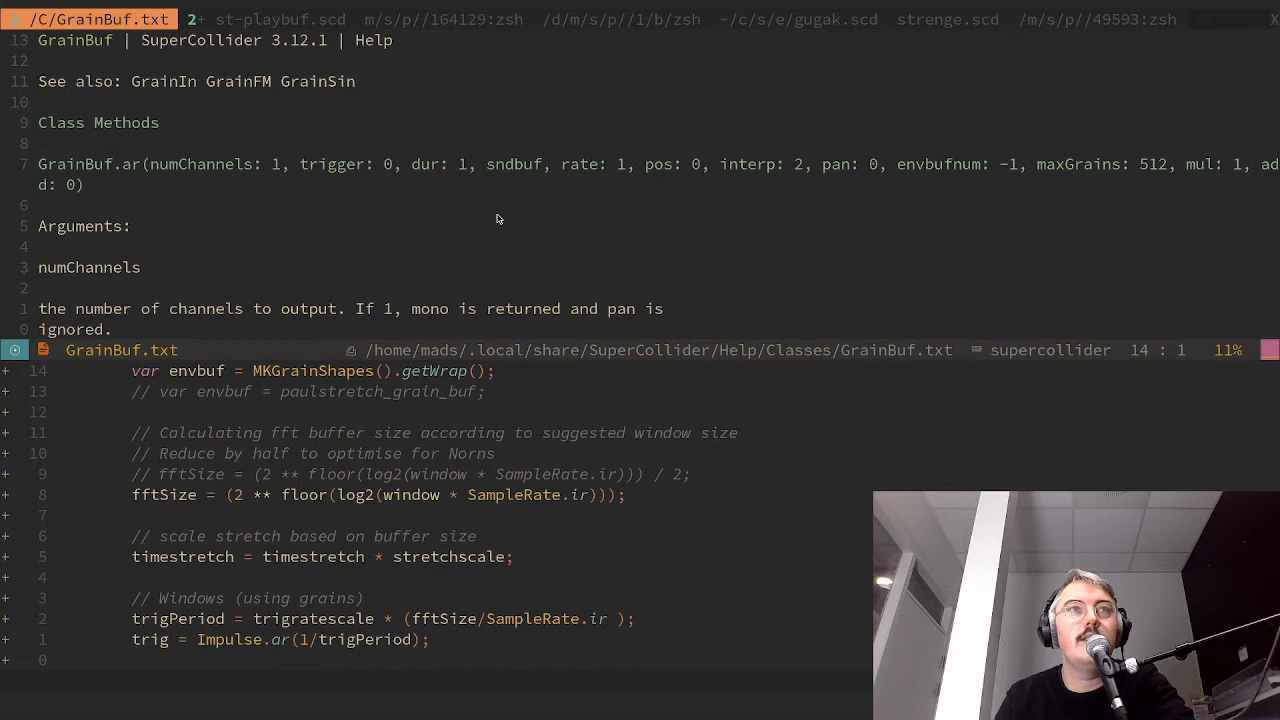 2 /C/GrainBuf.txt 2+ st-playbuf.scd m/s/p//164129:zsh /d/m/s/p//1/b/zsh ~/c/s/e/gugak.scd strenge.scd /m/s/p//49593:zsh X
13 GrainBuf | SuperCollider 3.12.1 | Help
12
11 See also: GrainIn GrainFM GrainSin
10
9 Class Methods
8
7 GrainBuf.ar(numChannels: 1, trigger: 0, dur: 1, sndbuf, rate: 1, pos: 0, interp: 2, pan: 0, envbufnum: -1, maxGrains: 512, mul: 1, ad
d: 0)
6
5 Arguments:
4
3 numChannels
2
1 the number of channels to output. If 1, mono is returned and pan is
0 ignored.
GrainBuf.txt /home/mads/.local/share/SuperCollider/Help/Classes/GrainBuf.txt supercollider 14 : 1 11%
+ 14 var envbuf = MKGrainShapes().getWrap();
+ 13 // var envbuf = paulstretch_grain_buf;
+ 12
+ 11 // Calculating fft buffer size according to suggested window size
+ 10 // Reduce by half to optimise for Norns
+ 9 // fftSize = (2 ** floor(log2(window * SampleRate.ir))) / 2;
+ 8 fftSize = (2 ** floor(log2(window * SampleRate.ir)));
+ 7
+ 6 // scale stretch based on buffer size
+ 5 timestretch = timestretch * stretchscale;
+ 4
+ 3 // Windows (using grains)
+ 2 trigPeriod = trigratescale * (fftSize/SampleRate.ir );
+ 1 trig = Impulse.ar(1/trigPeriod);
+ 0